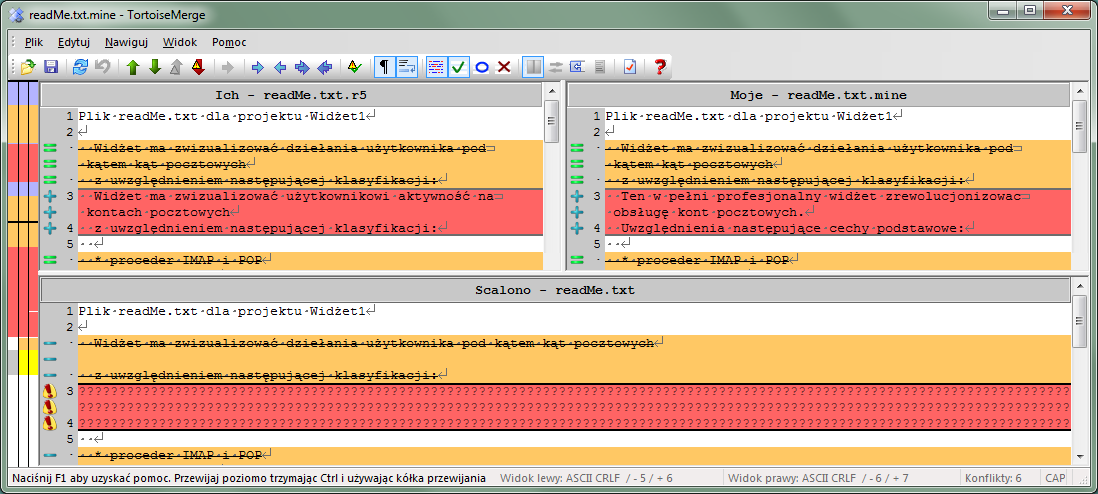 readMe.txt.mine - TortoiseMerge
Plik Edytuj Nawiguj Widok Pomoc
Ich - readMe.txt.r5
1 Plik·readMe.txt·dla·projektu·Widżet1
2
··Widżet·ma·zwizualizować·dziełania·użytkownika·pod
kątem·kąt·pocztowych
··z·uwzględnieniem·następującej·klasyfikacji:
3 ··Widżet·ma·zwizualizować·użytkownikowi·aktywność·na
kontach·pocztowych
4 ··z·uwzględnieniem·następującej·klasyfikacji:
5 ··
··*·proceder·IMAP·i·POP
Moje - readMe.txt.mine
1 Plik·readMe.txt·dla·projektu·Widżet1
2
··Widżet·ma·zwizualizować·dziełania·użytkownika·pod
kątem·kąt·pocztowych
··z·uwzględnieniem·następującej·klasyfikacji:
3 ··Ten·w·pełni·profesjonalny·widżet·zrewolucjonizowac
obsługę·kont·pocztowych.
4 ··Uwzględnienia·następujące·cechy·podstawowe:
5 ··
··*·proceder·IMAP·i·POP
Scalono - readMe.txt
1 Plik·readMe.txt·dla·projektu·Widżet1
2
··Widżet·ma·zwizualizować·dziełania·użytkownika·pod·kątem·kąt·pocztowych
··z·uwzględnieniem·następującej·klasyfikacji:
3 ????????????????????????????????????????????????????????????????????????????????????????????????????????????????????????????
????????????????????????????????????????????????????????????????????????????????????????????????????????????????????????????
4 ????????????????????????????????????????????????????????????????????????????????????????????????????????????????????????????
5 ··
··*·proceder·IMAP·i·POP
Naciśnij F1 aby uzyskać pomoc. Przewijaj poziomo trzymając Ctrl i używając kółka przewijania Widok lewy: ASCII CRLF / - 5 / + 6 Widok prawy: ASCII CRLF / - 6 / + 7 Konflikty: 6 CAP